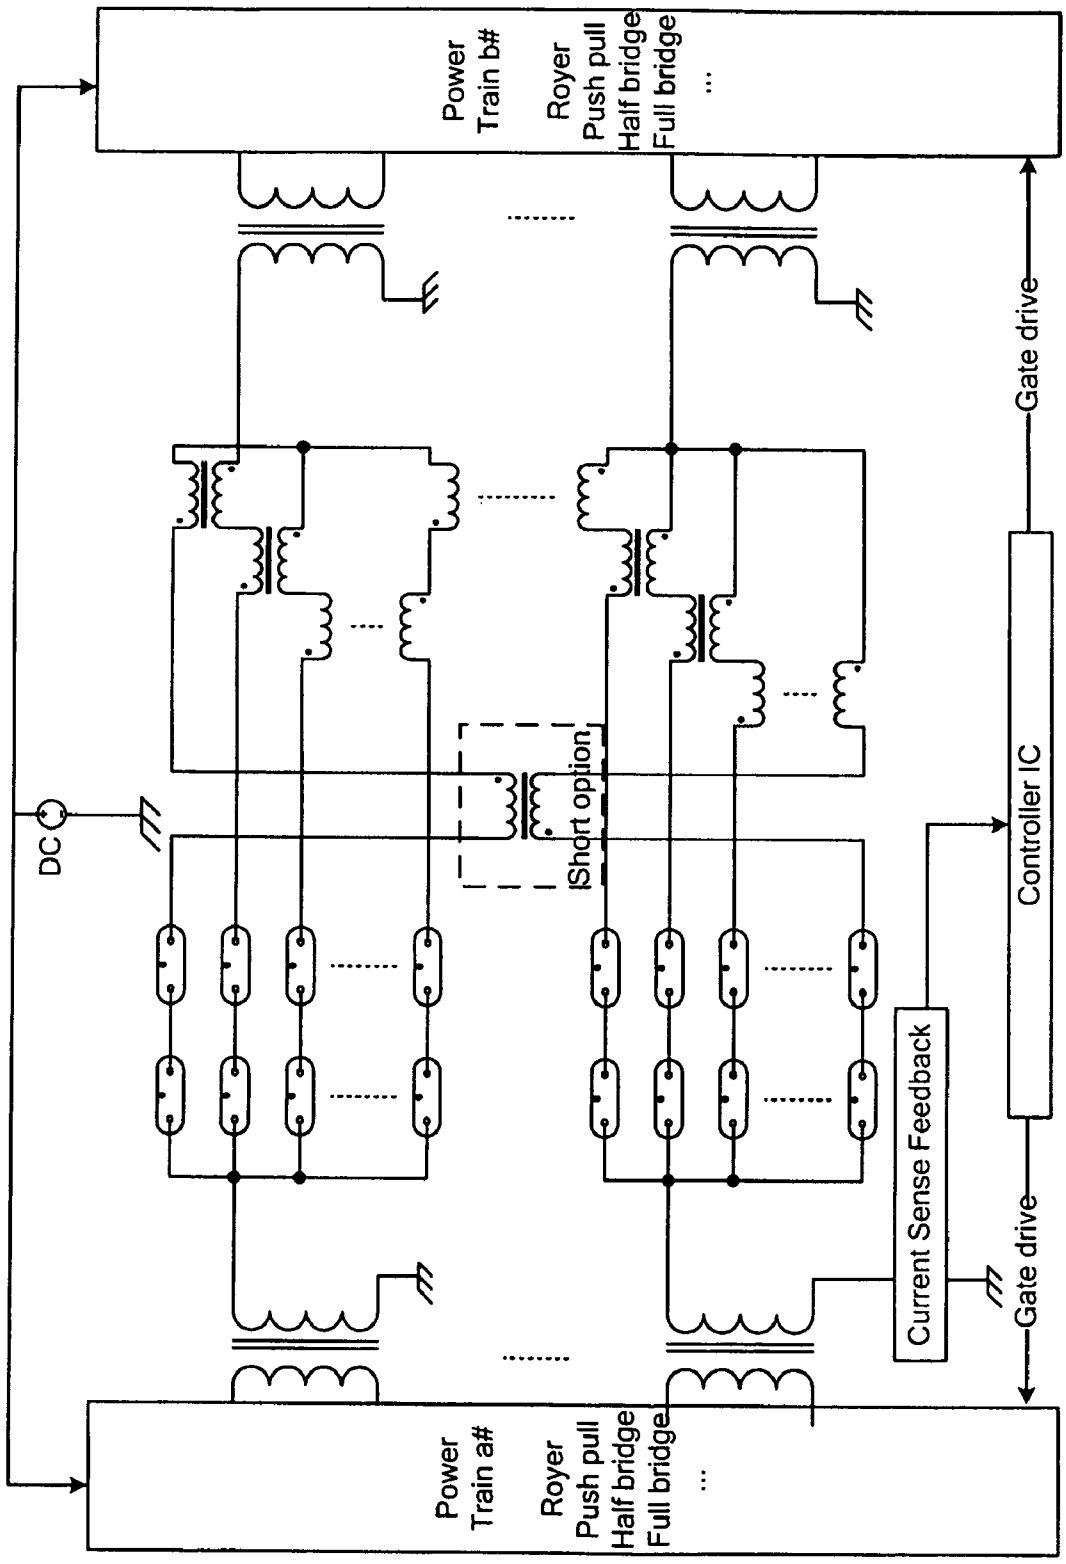 Power
Train a#
Royer
Push pull
Half bridge
Full bridge
...
DC
Short option
Power
Train b#
Royer
Push pull
Half bridge
Full bridge
...
Current Sense Feedback
Gate drive
Controller IC
Gate drive